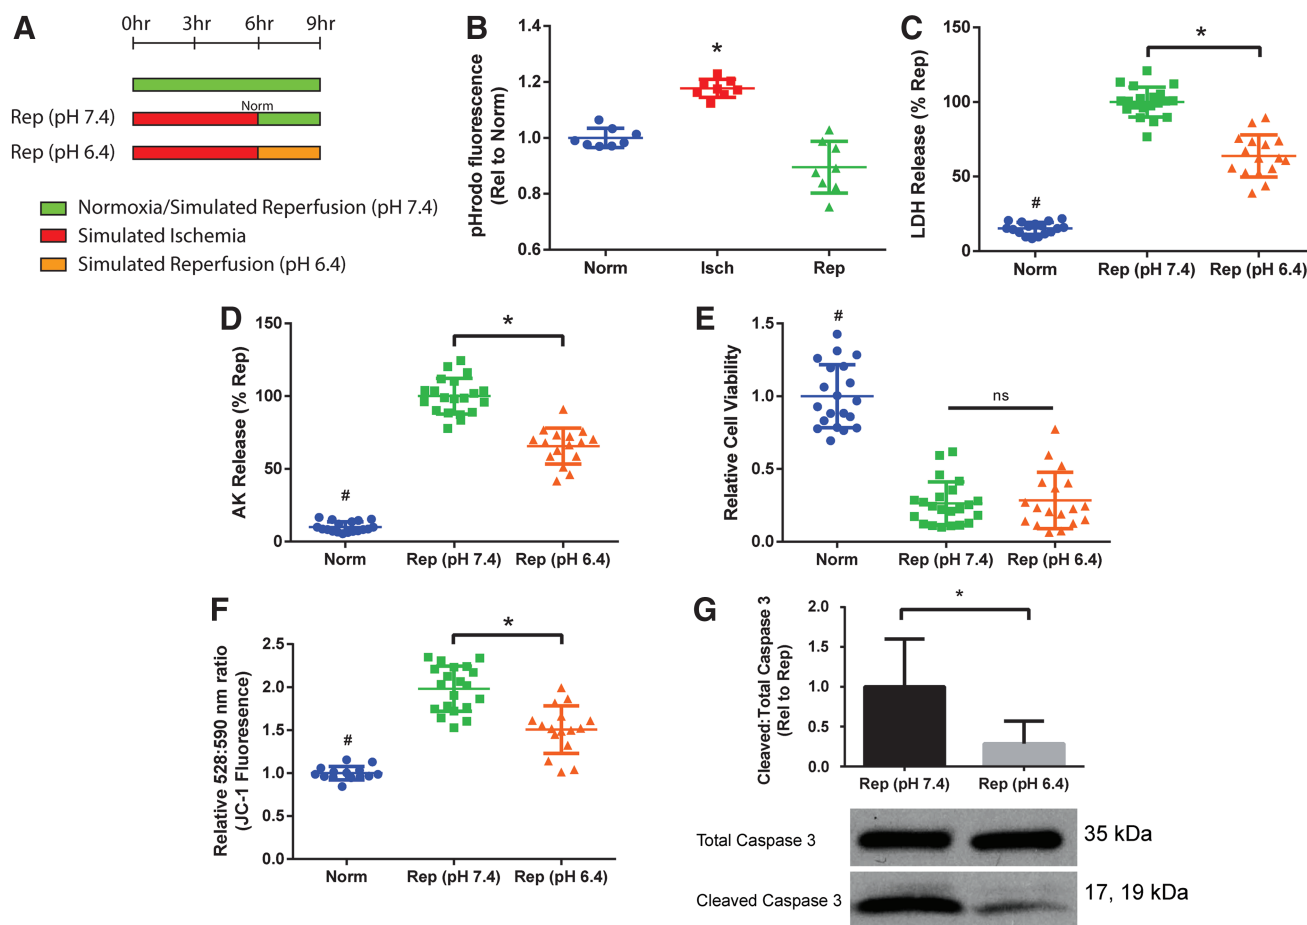 A
0hr 3hr 6hr 9hr
Norm
Rep (pH 7.4)
Rep (pH 6.4)
Normoxia/Simulated Reperfusion (pH 7.4)
Simulated Ischemia
Simulated Reperfusion (pH 6.4)
B
pHrodo fluorescence
(Rel to Norm)
1.4
1.2
1.0
0.8
0.6
*
Norm Isch Rep
C
LDH Release (% Rep)
150
100
50
0
*
#
Norm Rep (pH 7.4) Rep (pH 6.4)
D
AK Release (% Rep)
150
100
50
0
*
#
Norm Rep (pH 7.4) Rep (pH 6.4)
E
Relative Cell Viability
1.5
1.0
0.5
0.0
#
ns
Norm Rep (pH 7.4) Rep (pH 6.4)
F
Relative 528:590 nm ratio
(JC-1 Fluoresence)
2.5
2.0
1.5
1.0
0.5
0.0
*
#
Norm Rep (pH 7.4) Rep (pH 6.4)
G
Cleaved:Total Caspase 3
(Rel to Rep)
2.0
1.5
1.0
0.5
0.0
*
Rep (pH 7.4) Rep (pH 6.4)
Total Caspase 3 35 kDa
Cleaved Caspase 3 17, 19 kDa